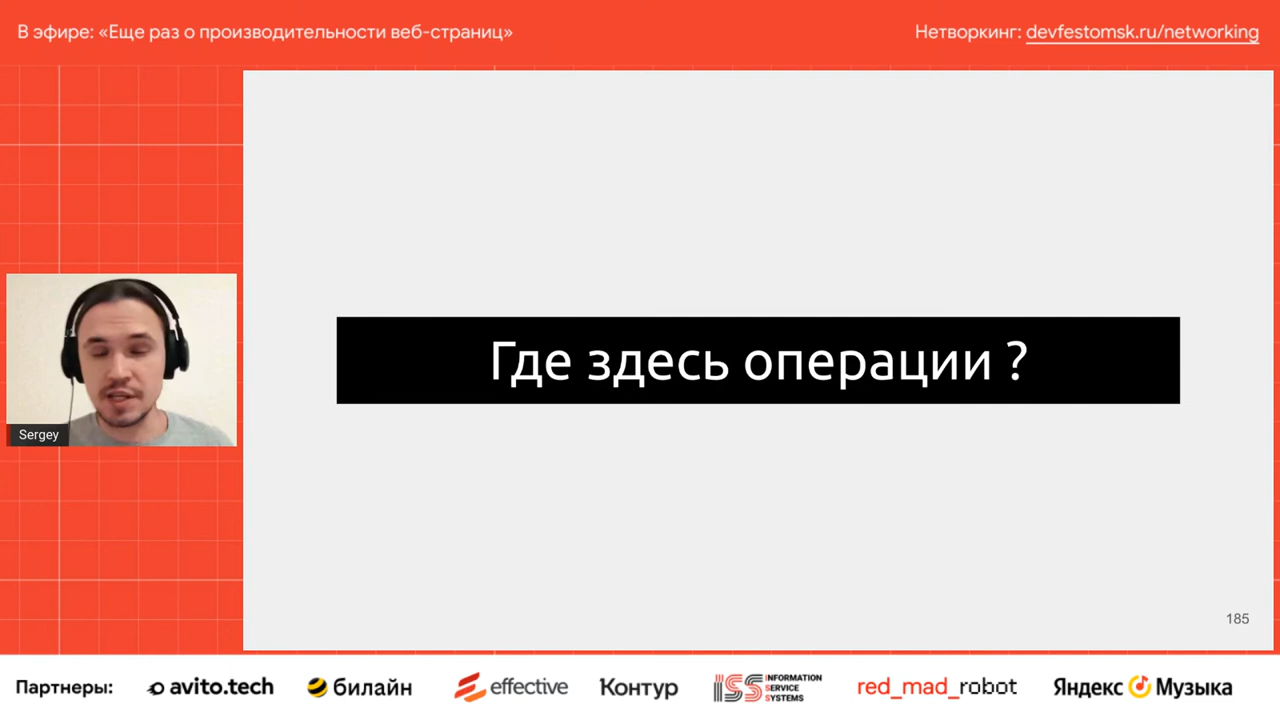 В эфире: «Еще раз о производительности веб-страниц»
Нетворкинг: devfestomsk.ru/networking
Где здесь операции ?
Sergey
185
Партнеры:
avito.tech
билайн
effective
Контур
ISS INFORMATION SERVICE SYSTEMS
red_mad_robot
Яндекс Музыка